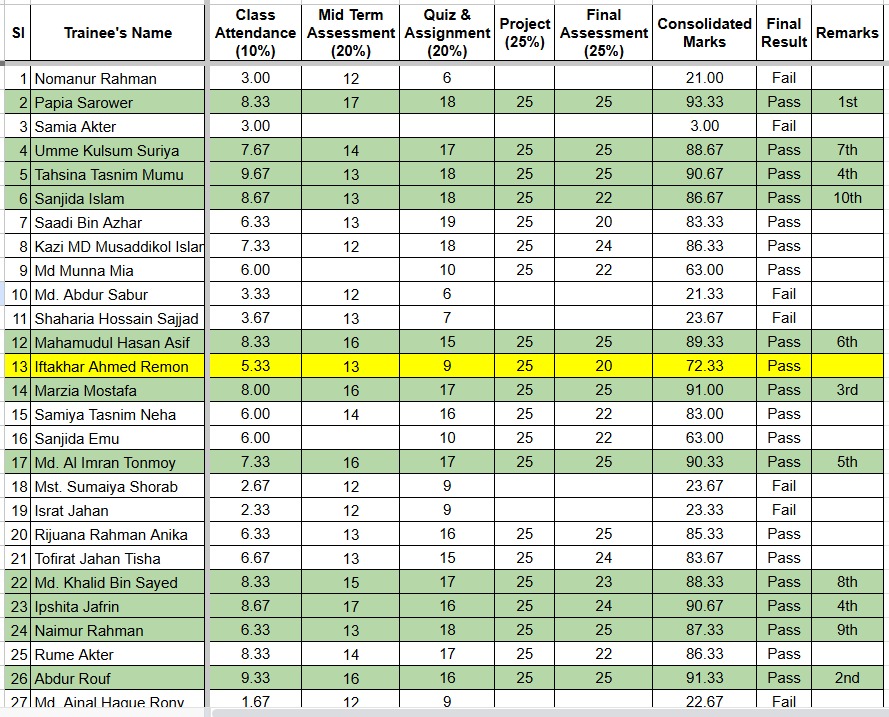 Sl Trainee's Name Class Attendance (10%) Mid Term Assessment (20%) Quiz & Assignment (20%) Project (25%) Final Assessment (25%) Consolidated Marks Final Result Remarks
1 Nomanur Rahman 3.00 12 6 21.00 Fail
2 Papia Sarower 8.33 17 18 25 25 93.33 Pass 1st
3 Samia Akter 3.00 3.00 Fail
4 Umme Kulsum Suriya 7.67 14 17 25 25 88.67 Pass 7th
5 Tahsina Tasnim Mumu 9.67 13 18 25 25 90.67 Pass 4th
6 Sanjida Islam 8.67 13 18 25 22 86.67 Pass 10th
7 Saadi Bin Azhar 6.33 13 19 25 20 83.33 Pass
8 Kazi MD Musaddikol Islar 7.33 12 18 25 24 86.33 Pass
9 Md Munna Mia 6.00 10 25 22 63.00 Pass
10 Md. Abdur Sabur 3.33 12 6 21.33 Fail
11 Shaharia Hossain Sajjad 3.67 13 7 23.67 Fail
12 Mahamudul Hasan Asif 8.33 16 15 25 25 89.33 Pass 6th
13 Iftakhar Ahmed Remon 5.33 13 9 25 20 72.33 Pass
14 Marzia Mostafa 8.00 16 17 25 25 91.00 Pass 3rd
15 Samiya Tasnim Neha 6.00 14 16 25 22 83.00 Pass
16 Sanjida Emu 6.00 10 25 22 63.00 Pass
17 Md. Al Imran Tonmoy 7.33 16 17 25 25 90.33 Pass 5th
18 Mst. Sumaiya Shorab 2.67 12 9 23.67 Fail
19 Israt Jahan 2.33 12 9 23.33 Fail
20 Rijuana Rahman Anika 6.33 13 16 25 25 85.33 Pass
21 Tofirat Jahan Tisha 6.67 13 15 25 24 83.67 Pass
22 Md. Khalid Bin Sayed 8.33 15 17 25 23 88.33 Pass 8th
23 Ipshita Jafrin 8.67 17 16 25 24 90.67 Pass 4th
24 Naimur Rahman 6.33 13 18 25 25 87.33 Pass 9th
25 Rume Akter 8.33 14 17 25 22 86.33 Pass
26 Abdur Rouf 9.33 16 16 25 25 91.33 Pass 2nd
27 Md. Ainal Haque Rony 1.67 12 9 22.67 Fail